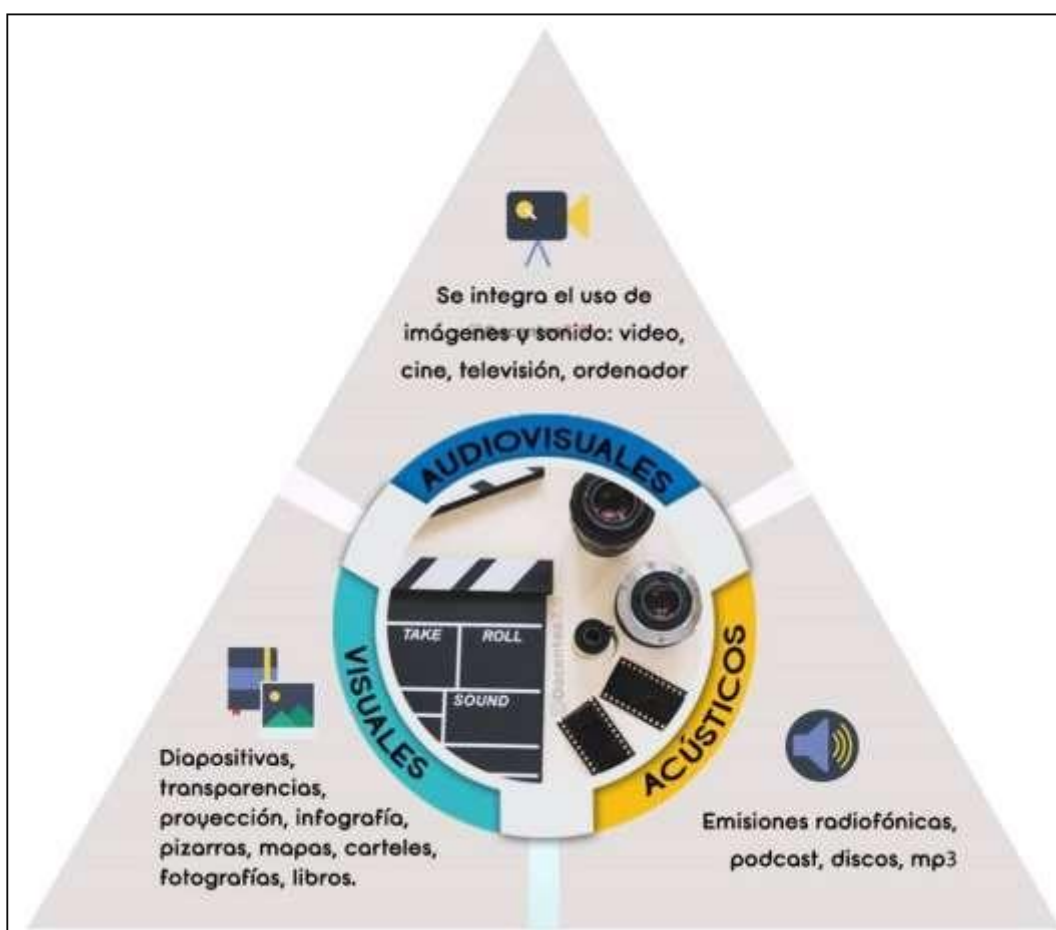 Se integra el uso de
imágenes y sonido: video,
cine, televisión, ordenador
AUDIOVISUALES
VISUALES
ACÚSTICOS
TAKE ROLL
SOUND
Diapositivas,
transparencias,
proyección, infografía,
pizarras, mapas, carteles,
fotografías, libros.
Emisiones radiofónicas,
podcast, discos, mp3